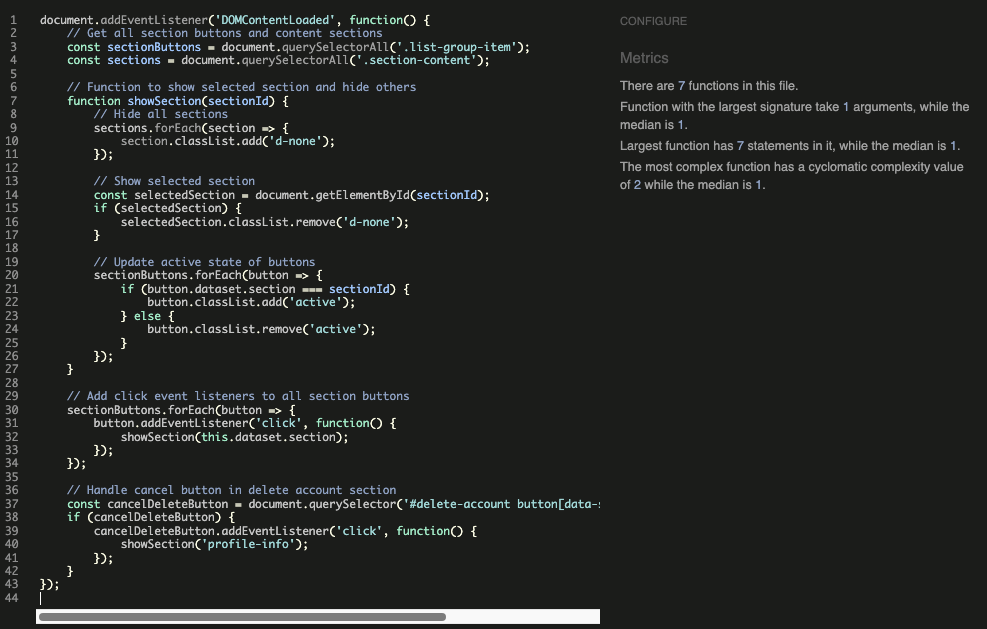 1 document.addEventListener('DOMContentLoaded', function() {
2 // Get all section buttons and content sections
3 const sectionButtons = document.querySelectorAll('.list-group-item');
4 const sections = document.querySelectorAll('.section-content');
5
6 // Function to show selected section and hide others
7 function showSection(sectionId) {
8 // Hide all sections
9 sections.forEach(section => {
10 section.classList.add('d-none');
11 });
12
13 // Show selected section
14 const selectedSection = document.getElementById(sectionId);
15 if (selectedSection) {
16 selectedSection.classList.remove('d-none');
17 }
18
19 // Update active state of buttons
20 sectionButtons.forEach(button => {
21 if (button.dataset.section === sectionId) {
22 button.classList.add('active');
23 } else {
24 button.classList.remove('active');
25 }
26 });
27 }
28
29 // Add click event listeners to all section buttons
30 sectionButtons.forEach(button => {
31 button.addEventListener('click', function() {
32 showSection(this.dataset.section);
33 });
34 });
35
36 // Handle cancel button in delete account section
37 const cancelDeleteButton = document.querySelector('#delete-account button[data-
38 if (cancelDeleteButton) {
39 cancelDeleteButton.addEventListener('click', function() {
40 showSection('profile-info');
41 });
42 }
43 });
44
CONFIGURE
Metrics
There are 7 functions in this file.
Function with the largest signature take 1 arguments, while the
median is 1.
Largest function has 7 statements in it, while the median is 1.
The most complex function has a cyclomatic complexity value
of 2 while the median is 1.